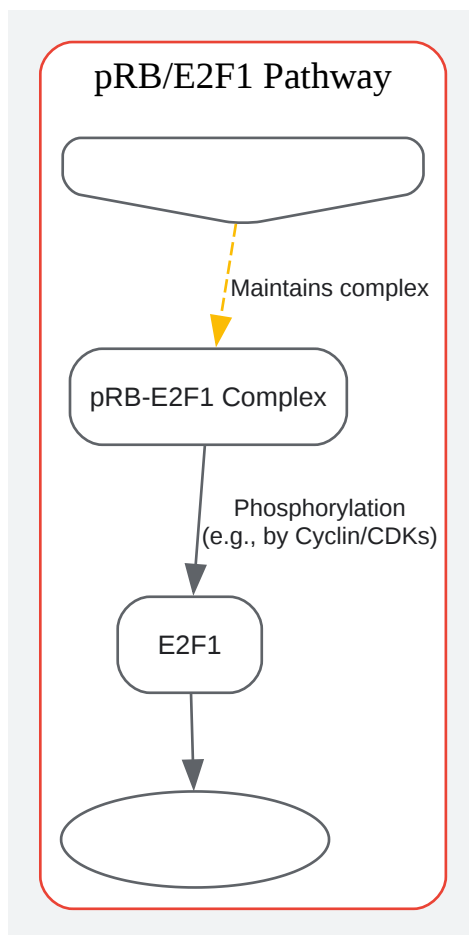 pRB/E2F1 Pathway
Maintains complex
pRB-E2F1 Complex
Phosphorylation
(e.g., by Cyclin/CDKs)
E2F1